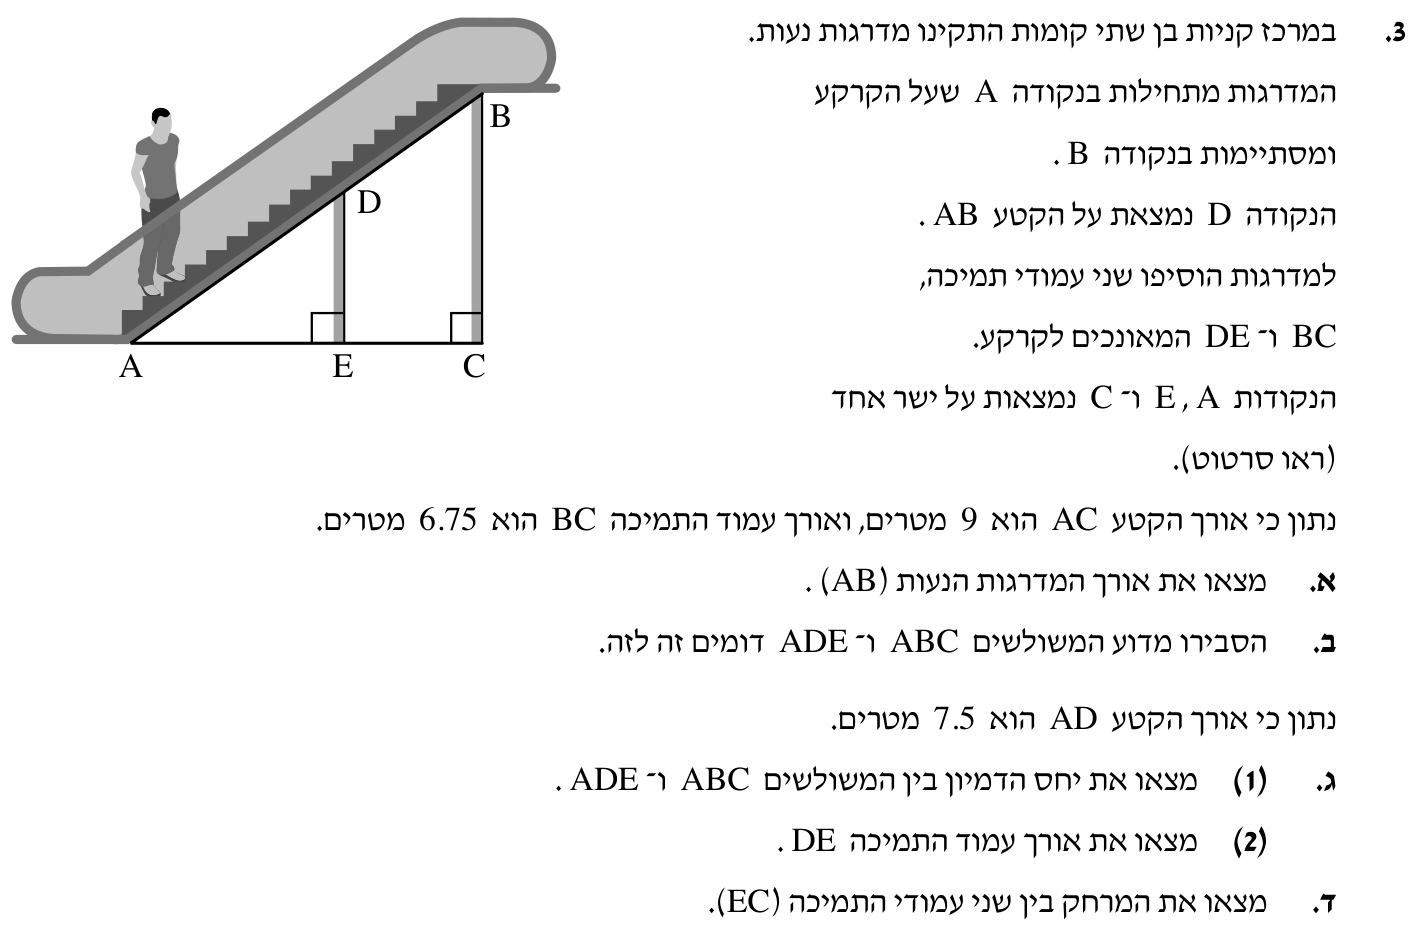 3. במרכז קניות בן שתי קומות התקינו מדרגות נעות.
המדרגות מתחילות בנקודה A שעל הקרקע
ומסתיימות בנקודה B .
הנקודה D נמצאת על הקטע AB .
למדרגות הוסיפו שני עמודי תמיכה,
BC ו־ DE המאונכים לקרקע.
הנקודות E , A ו־ C נמצאות על ישר אחד
(ראו סרטוט).
B
D
A
E
C
נתון כי אורך הקטע AC הוא 9 מטרים, ואורך עמוד התמיכה BC הוא 6.75 מטרים.
א. מצאו את אורך המדרגות הנעות (AB) .
ב. הסבירו מדוע המשולשים ABC ו־ ADE דומים זה לזה.
נתון כי אורך הקטע AD הוא 7.5 מטרים.
ג. (1) מצאו את יחס הדמיון בין המשולשים ABC ו־ ADE .
(2) מצאו את אורך עמוד התמיכה DE .
ד. מצאו את המרחק בין שני עמודי התמיכה (EC).